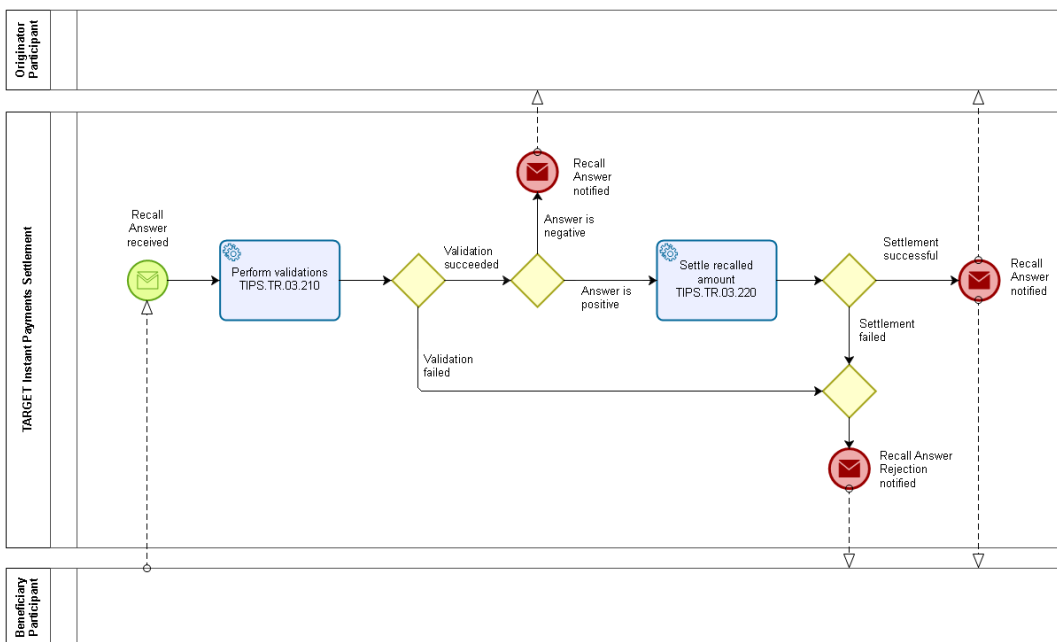 Originator
Participant
TARGET Instant Payments Settlement
Recall
Answer
received
Perform validations
TIPS.TR.03.210
Validation
succeeded
Validation
failed
Recall
Answer
notified
Answer is
negative
Answer is
positive
Settle recalled
amount
TIPS.TR.03.220
Settlement
successful
Settlement
failed
Recall
Answer
notified
Recall Answer
Rejection
notified
Beneficiary
Participant